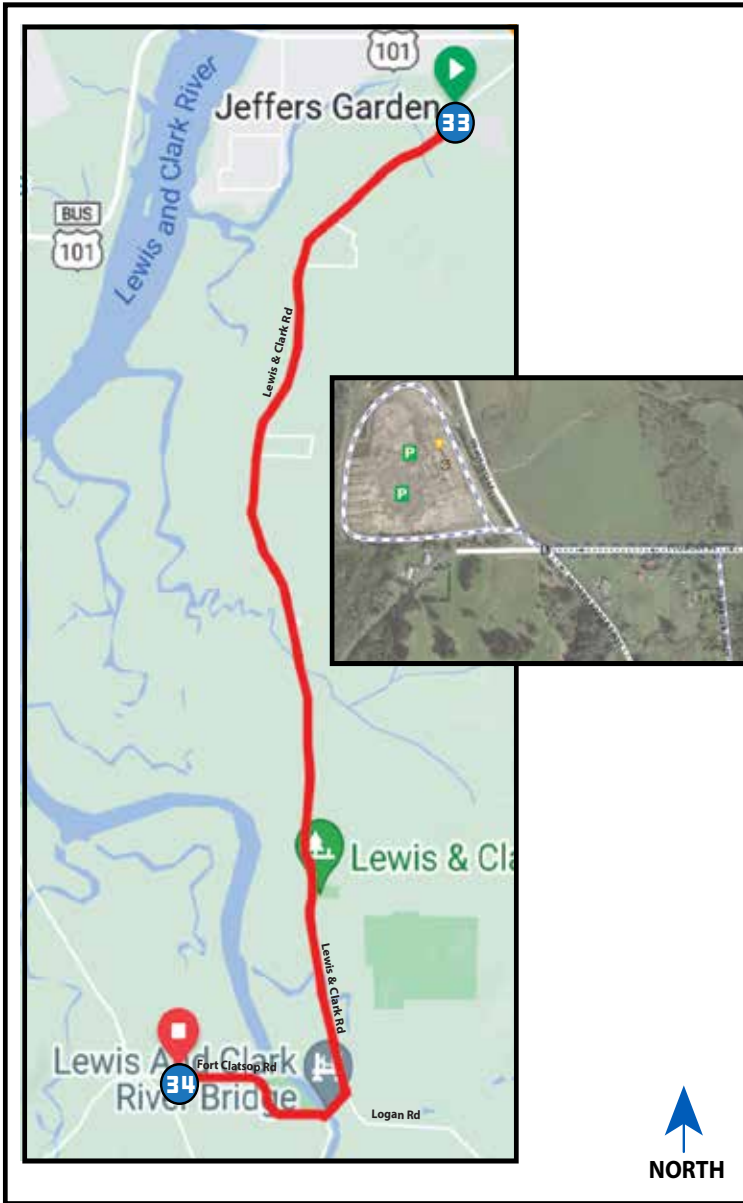 101
Jeffers Garden
33
Lewis and Clark River
BUS
101
Lewis & Clark Rd
P
P
Lewis & Cla
Lewis & Clark Rd
Lewis And Clark
River Bridge
Fort Clatsop Rd
34
Logan Rd
NORTH